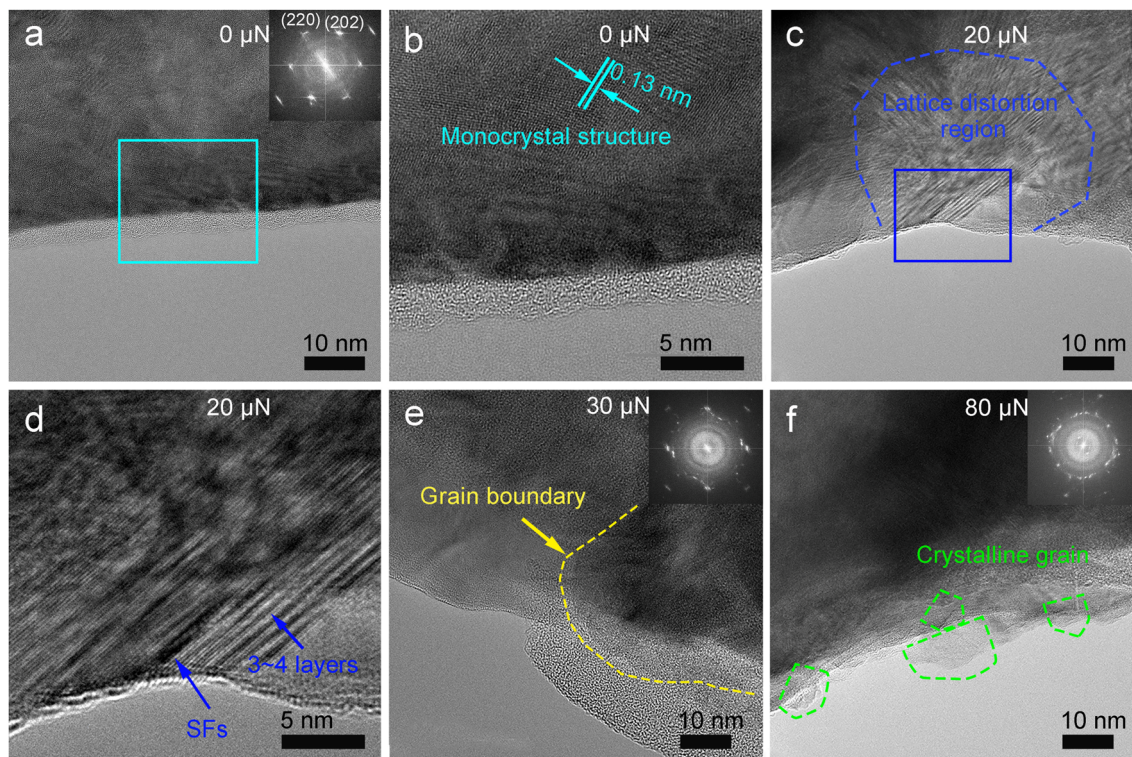 a
0 μN
(220) (202)
10 nm
b
0 μN
0.13 nm
Monocrystal structure
5 nm
c
20 μN
Lattice distortion
region
10 nm
d
20 μN
3~4 layers
SFs
5 nm
e
30 μN
Grain boundary
10 nm
f
80 μN
Crystalline grain
10 nm